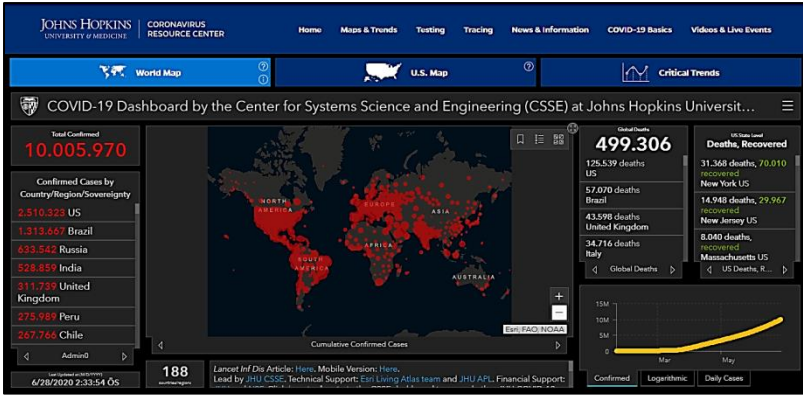 JOHNS HOPKINS
UNIVERSITY & MEDICINE
CORONAVIRUS
RESOURCE CENTER
Home Maps & Trends Testing Tracing News & Information COVID-19 Basics Videos & Live Events
World Map
U.S. Map
Critical Trends
COVID-19 Dashboard by the Center for Systems Science and Engineering (CSSE) at Johns Hopkins Universit...
Total Confirmed
10.005.970
Confirmed Cases by
Country/Region/Sovereignty
2.510.323 US
1.313.667 Brazil
633.542 Russia
528.859 India
311.739 United
Kingdom
275.989 Peru
267.766 Chile
Admin0
6/28/2020 2:33:54 ÖS
NORTH
AMERICA
EUROPE
ASIA
AFRICA
SOUTH
AMERICA
AUSTRALIA
Esri, FAO, NOAA
Cumulative Confirmed Cases
188
countries/regions
Lancet Inf Dis Article: Here. Mobile Version: Here.
Lead by JHU CSSE. Technical Support: Esri Living Atlas team and JHU APL. Financial Support:
Global Deaths
499.306
125.539 deaths
US
57.070 deaths
Brazil
43.598 deaths
United Kingdom
34.716 deaths
Italy
Global Deaths
US State Level
Deaths, Recovered
31.368 deaths, 70.010
recovered
New York US
14.948 deaths, 29.967
recovered
New Jersey US
8.040 deaths,
recovered
Massachusetts US
US Deaths, R...
15M
10M
5M
0
Mar May
Confirmed Logarithmic Daily Cases